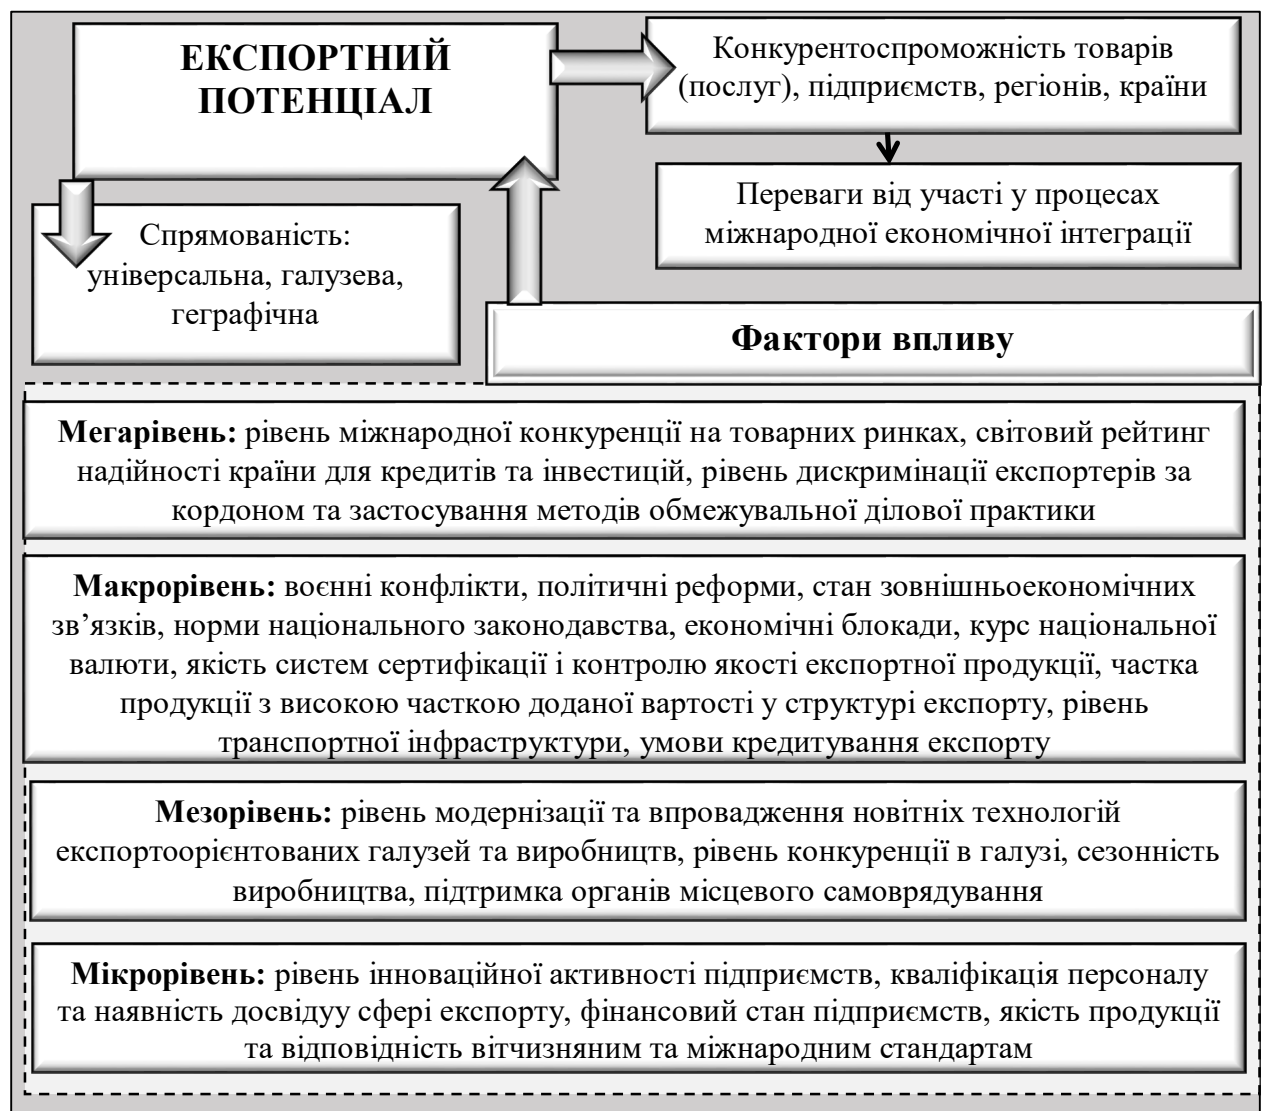 ЕКСПОРТНИЙ
ПОТЕНЦІАЛ
Конкурентоспроможність товарів
(послуг), підприємств, регіонів, країни
Переваги від участі у процесах
міжнародної економічної інтеграції
Спрямованість:
універсальна, галузева,
геграфічна
Фактори впливу
Мегарівень: рівень міжнародної конкуренції на товарних ринках, світовий рейтинг
надійності країни для кредитів та інвестицій, рівень дискримінації експортерів за
кордоном та застосування методів обмежувальної ділової практики
Макрорівень: воєнні конфлікти, політичні реформи, стан зовнішньоекономічних
зв’язків, норми національного законодавства, економічні блокади, курс національної
валюти, якість систем сертифікації і контролю якості експортної продукції, частка
продукції з високою часткою доданої вартості у структурі експорту, рівень
транспортної інфраструктури, умови кредитування експорту
Мезорівень: рівень модернізації та впровадження новітніх технологій
експортоорієнтованих галузей та виробництв, рівень конкуренції в галузі, сезонність
виробництва, підтримка органів місцевого самоврядування
Мікрорівень: рівень інноваційної активності підприємств, кваліфікація персоналу
та наявність досвідуу сфері експорту, фінансовий стан підприємств, якість продукції
та відповідність вітчизняним та міжнародним стандартам